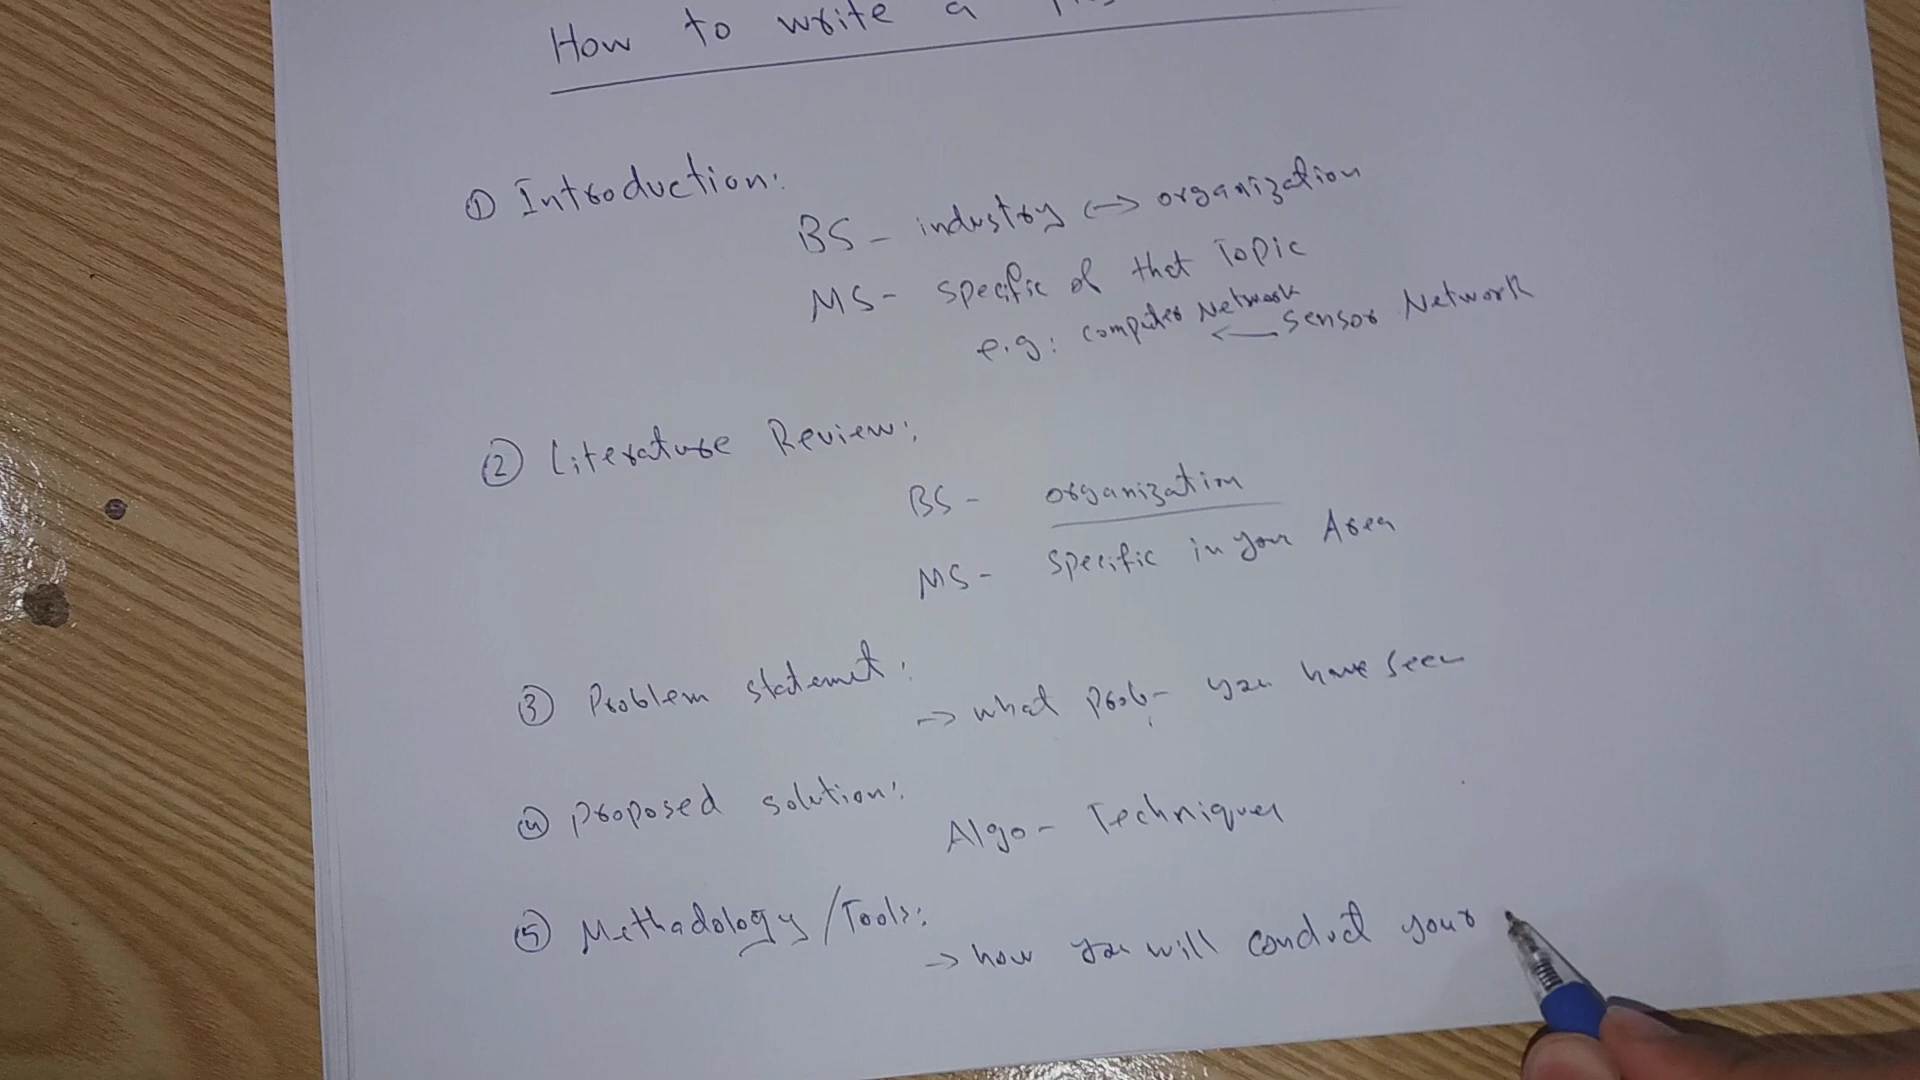 How to write a
① Introduction:
BS - industry <-> organization
MS - specific of that Topic
e.g: computer Network <- Sensor Network
② Literature Review:
BS - organization
MS - specific in your Area
③ Problem statemet:
-> what prob- you have seen
④ Proposed solution:
Algo - Techniques
⑤ Methadology/Tools:
-> how you will conduct your